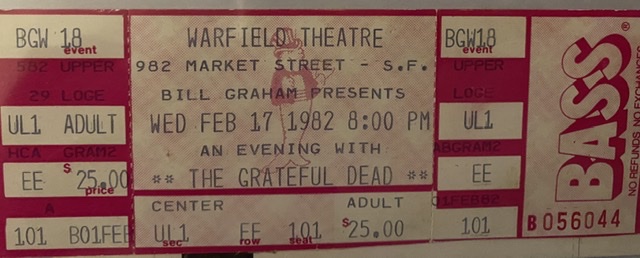 BGW 18
event
582 UPPER
29 LOGE
UL1 ADULT
HCA GRAM2
EE $ 25.00
price
A
101 B01FEB
WARFIELD THEATRE
982 MARKET STREET - S.F.
BILL GRAHAM PRESENTS
WED FEB 17 1982 8:00 PM
AN EVENING WITH:
** THE GRATEFUL DEAD **
CENTER ADULT
UL1 EE 101 $25.00
sec row seat
BGW18
event
UPPER
LOGE
UL1
ABGRAM2
EE
01FEB82
101
BASS®
NO REFUNDS/NO EXCHANGES
B 056044